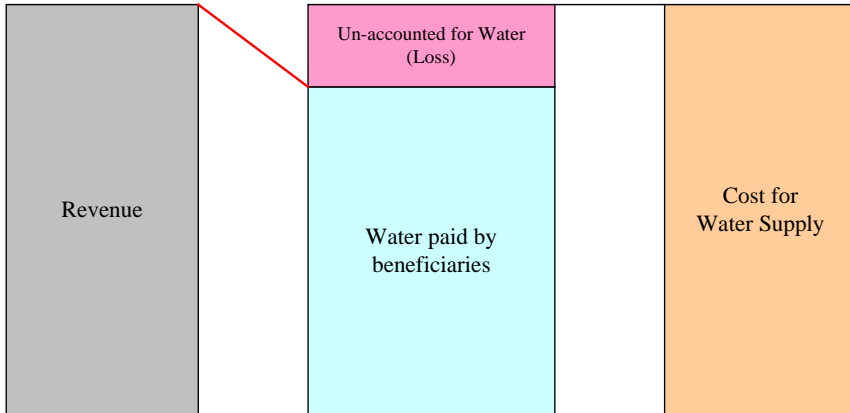 Un-accounted for Water
(Loss)
Revenue
Water paid by
beneficiaries
Cost for
Water Supply